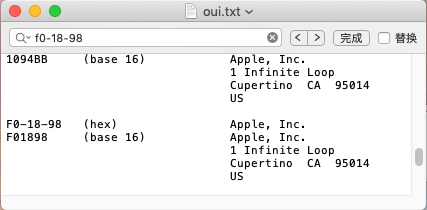 oui.txt
f0-18-98 完成 替换
1094BB (base 16) Apple, Inc.
1 Infinite Loop
Cupertino CA 95014
US
F0-18-98 (hex) Apple, Inc.
F01898 (base 16) Apple, Inc.
1 Infinite Loop
Cupertino CA 95014
US